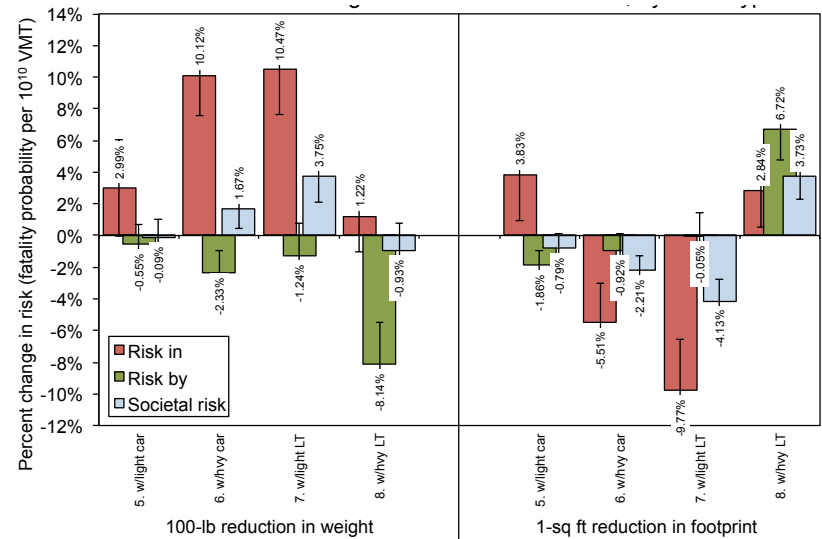 14%
12%
10%
8%
6%
4%
2%
0%
-2%
-4%
-6%
-8%
-10%
-12%
Percent change in risk (fatality probability per 10¹⁰ VMT)
2.99%
-0.55%
-0.09%
10.12%
-2.33%
1.67%
10.47%
-1.24%
3.75%
1.22%
-8.14%
-0.93%
3.83%
-1.86%
-0.79%
-5.51%
-0.92%
-2.21%
-9.77%
-0.05%
-4.13%
2.84%
6.72%
3.73%
Risk in
Risk by
Societal risk
5. w/light car
6. w/hvy car
7. w/light LT
8. w/hvy LT
5. w/light car
6. w/hvy car
7. w/light LT
8. w/hvy LT
100-lb reduction in weight
1-sq ft reduction in footprint